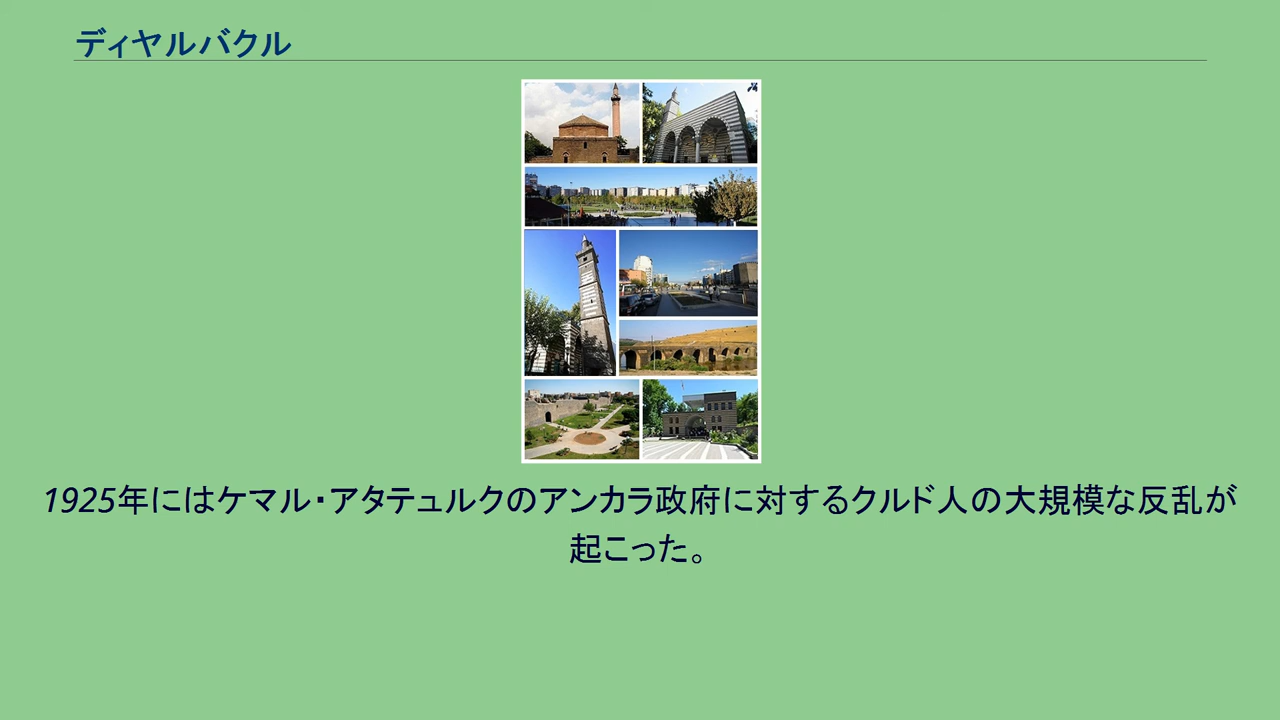 ディヤルバクル
1925年にはケマル・アタテュルクのアンカラ政府に対するクルド人の大規模な反乱が
起こった。